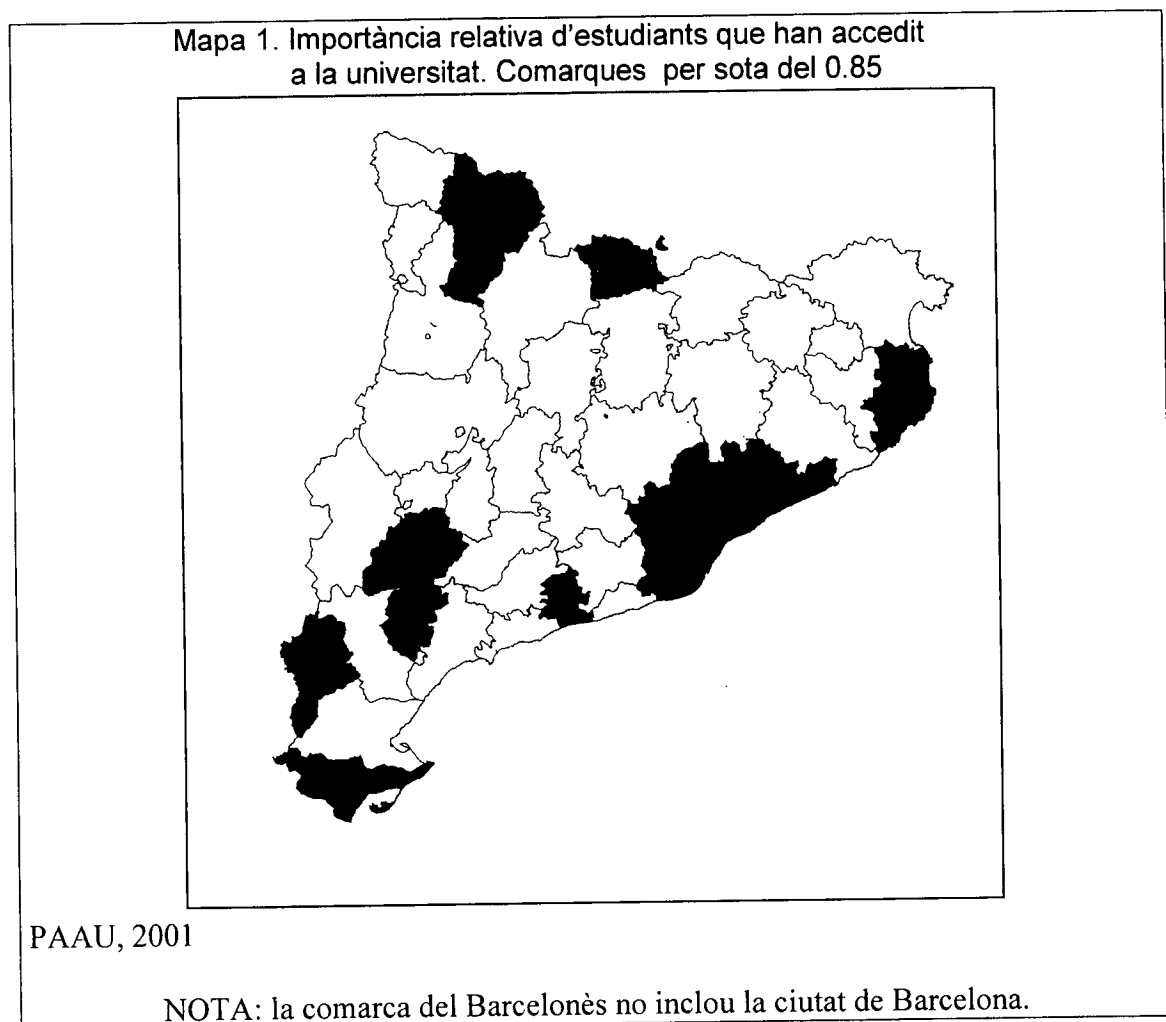 Mapa 1. Importància relativa d'estudiants que han accedit
a la universitat. Comarques per sota del 0.85
PAAU, 2001
NOTA: la comarca del Barcelonès no inclou la ciutat de Barcelona.